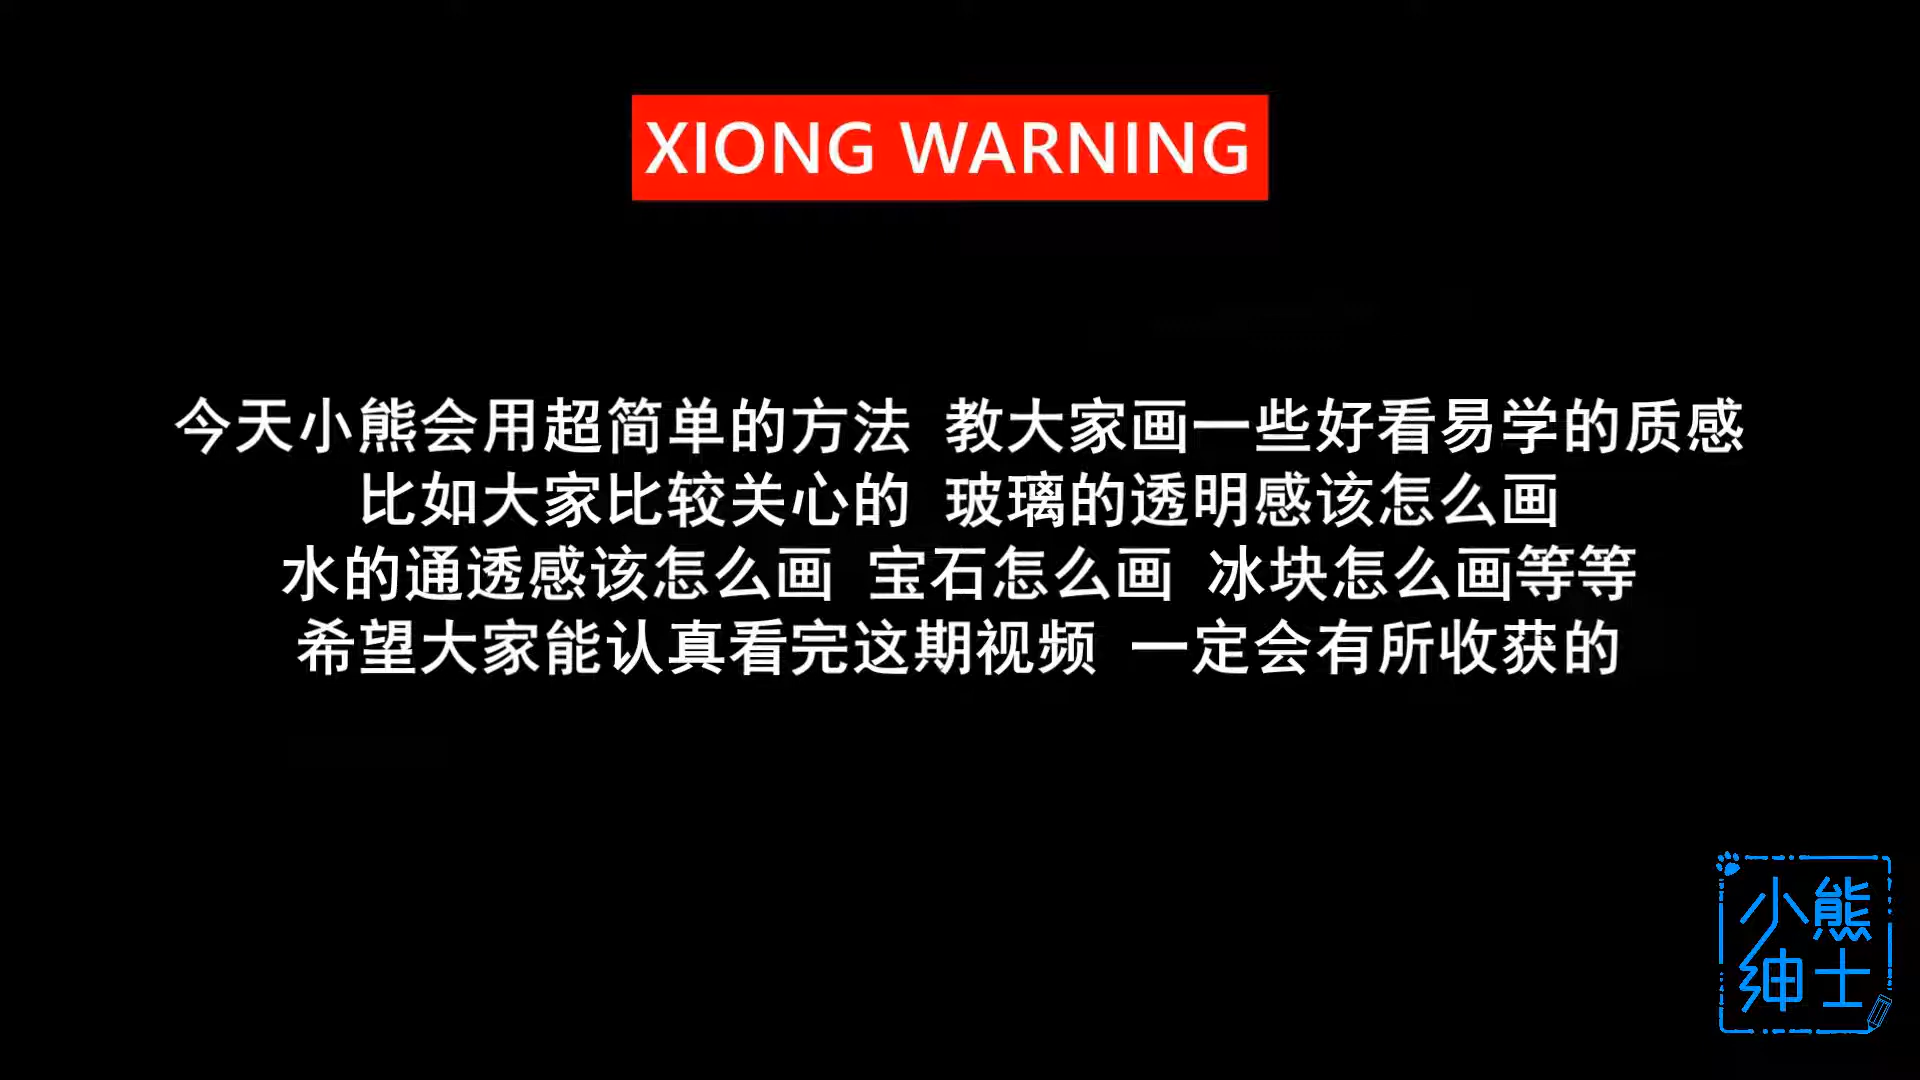 XIONG WARNING
今天小熊会用超简单的方法 教大家画一些好看易学的质感
比如大家比较关心的 玻璃的透明感该怎么画
水的通透感该怎么画 宝石怎么画 冰块怎么画等等
希望大家能认真看完这期视频 一定会有所收获的
小熊
绅士